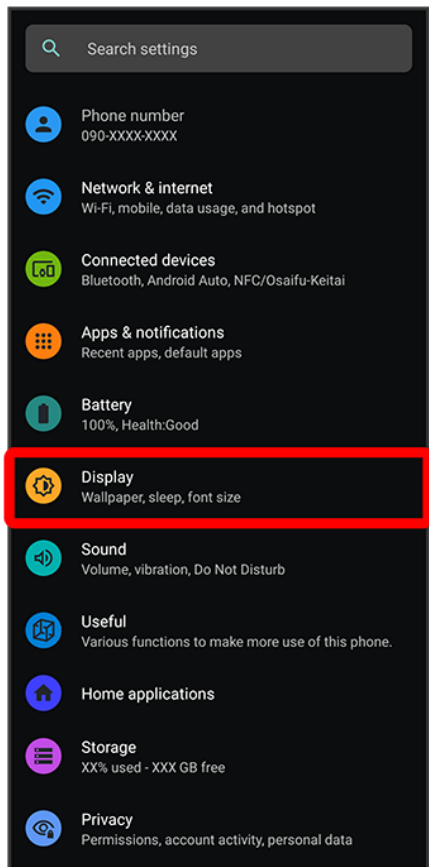 Search settings
Phone number
090-XXXX-XXXX
Network & internet
Wi-Fi, mobile, data usage, and hotspot
Connected devices
Bluetooth, Android Auto, NFC/Osaifu-Keitai
Apps & notifications
Recent apps, default apps
Battery
100%, Health:Good
Display
Wallpaper, sleep, font size
Sound
Volume, vibration, Do Not Disturb
Useful
Various functions to make more use of this phone.
Home applications
Storage
XX% used - XXX GB free
Privacy
Permissions, account activity, personal data